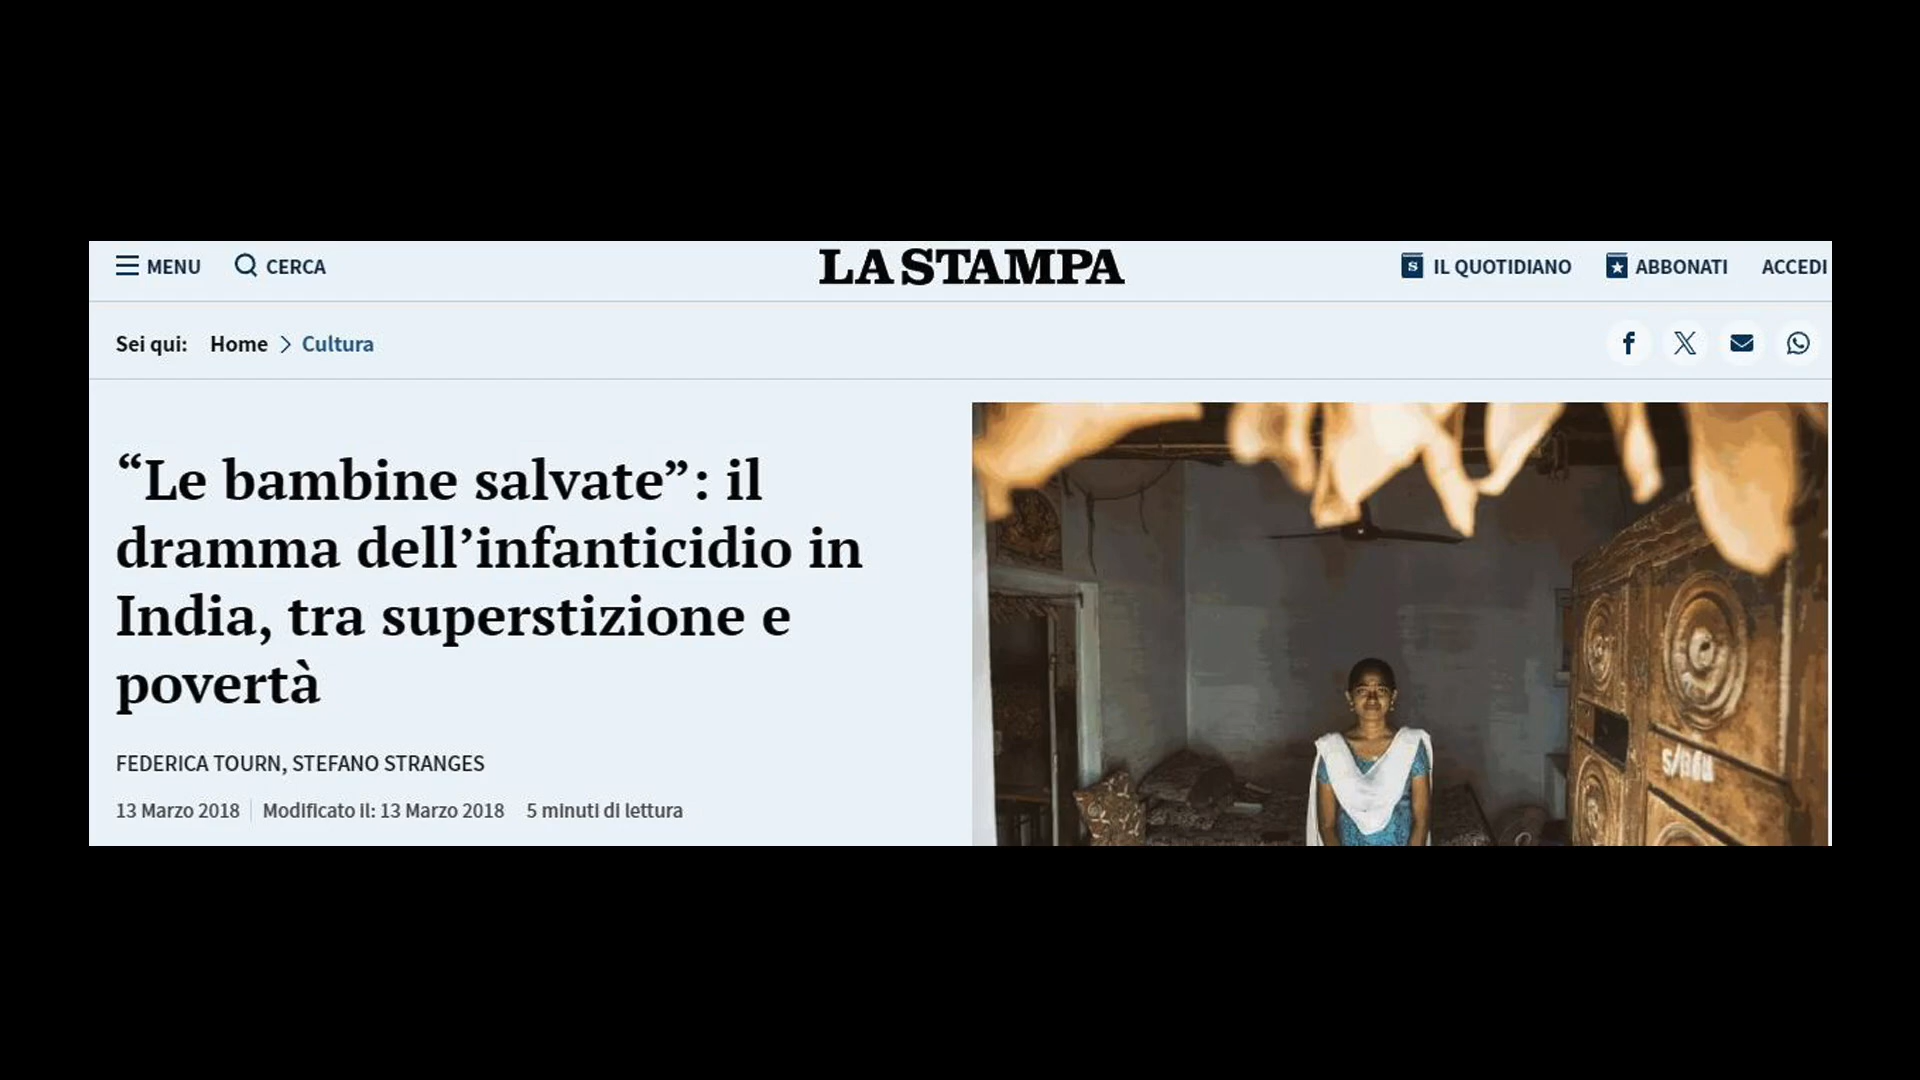 MENU CERCA LA STAMPA IL QUOTIDIANO ABBONATI ACCEDI
Sei qui: Home Cultura
“Le bambine salvate”: il
dramma dell’infanticidio in
India, tra superstizione e
povertà
FEDERICA TOURN, STEFANO STRANGES
13 Marzo 2018 Modificato il: 13 Marzo 2018 5 minuti di lettura